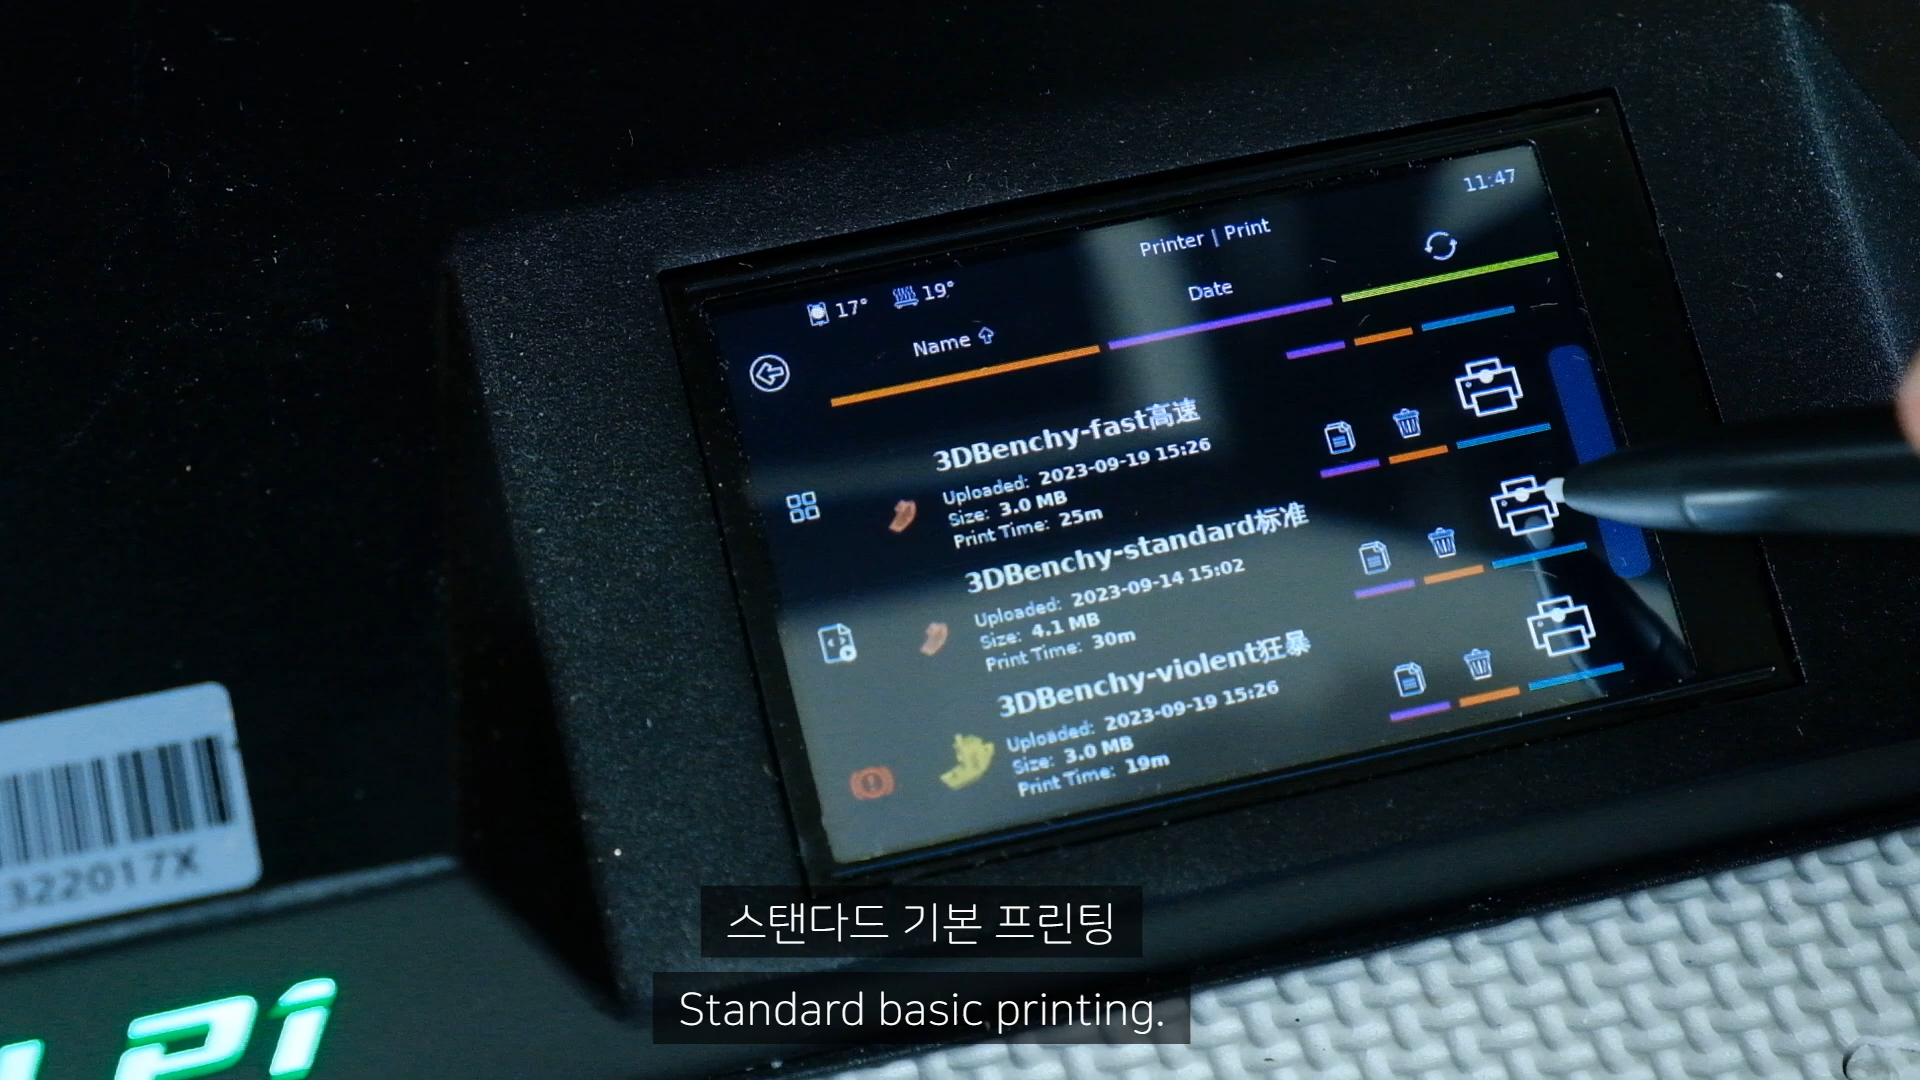 11:47
Printer | Print
17° 19°
Name Date
3DBenchy-fast高速
Uploaded: 2023-09-19 15:26
Size: 3.0 MB
Print Time: 25m
3DBenchy-standard标准
Uploaded: 2023-09-14 15:02
Size: 4.1 MB
Print Time: 30m
3DBenchy-violent狂暴
Uploaded: 2023-09-19 15:26
Size: 3.0 MB
Print Time: 19m
322017X
P1
스탠다드 기본 프린팅
Standard basic printing.